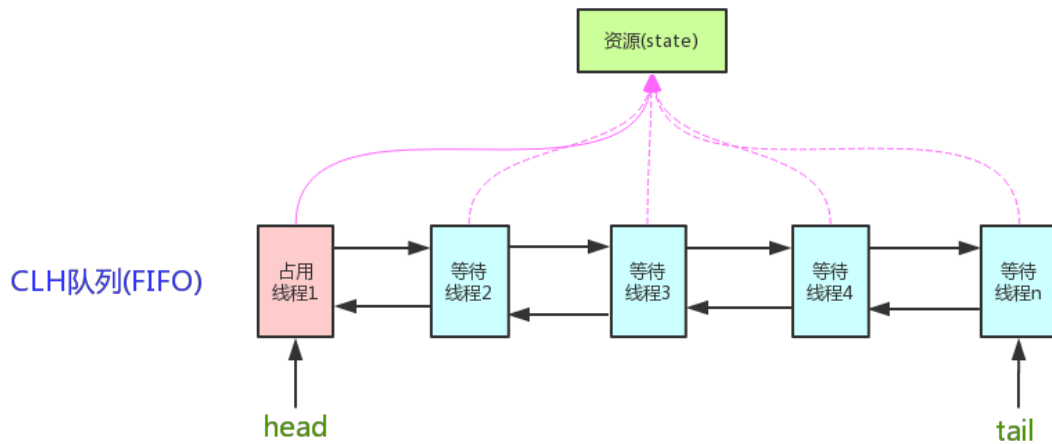 资源(state)
CLH队列(FIFO)
占用
线程1
等待
线程2
等待
线程3
等待
线程4
等待
线程n
head
tail